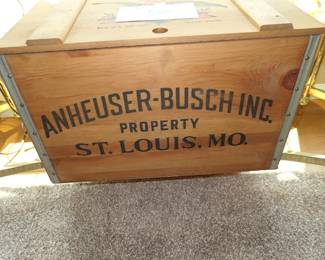 ANHEUSER-BUSCH INC.
PROPERTY
ST. LOUIS, MO.